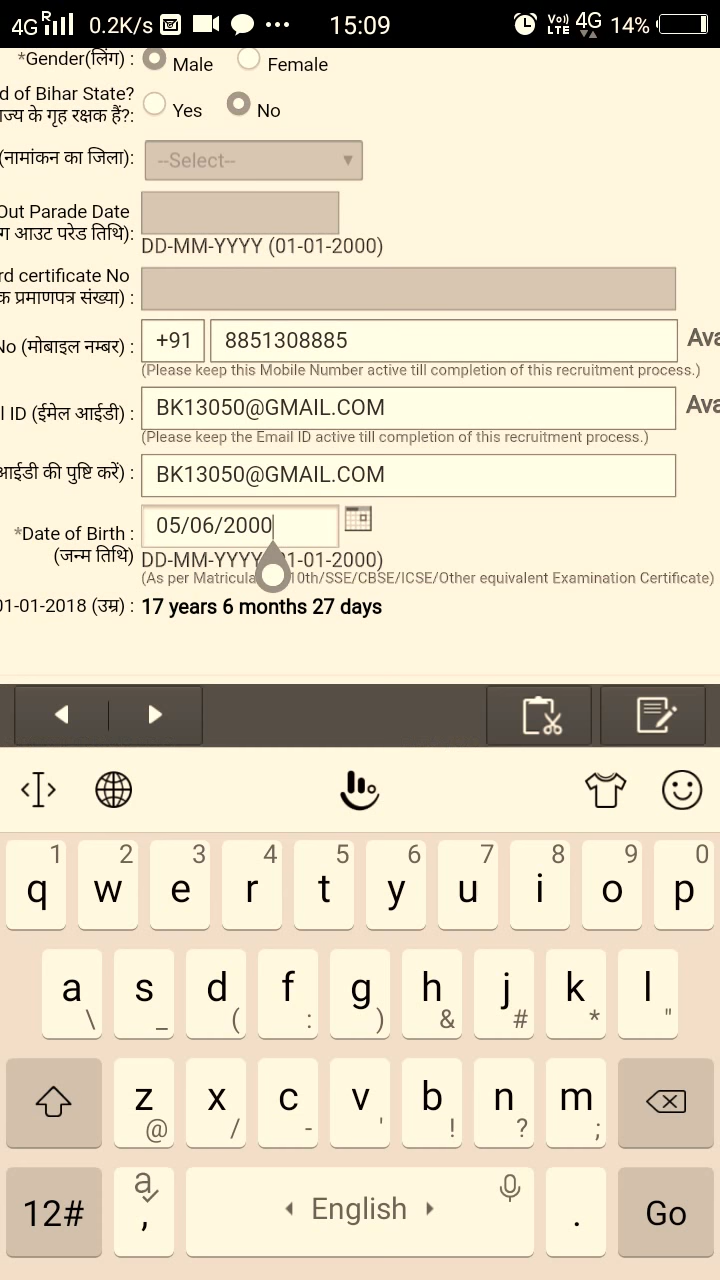 4G 0.2K/s 15:09 Vo) LTE 4G 14%
*Gender(लिंग) : Male Female
d of Bihar State?
ज्य के गृह रक्षक हैं?: Yes No
(नामांकन का जिला): --Select--
Out Parade Date
ग आउट परेड तिथि):
DD-MM-YYYY (01-01-2000)
rd certificate No
क प्रमाणपत्र संख्या) :
No (मोबाइल नम्बर) : +91 8851308885 Ava
(Please keep this Mobile Number active till completion of this recruitment process.)
l ID (ईमेल आईडी) : BK13050@GMAIL.COM Ava
(Please keep the Email ID active till completion of this recruitment process.)
आईडी की पुष्टि करें) : BK13050@GMAIL.COM
*Date of Birth : 05/06/2000
(जन्म तिथि) DD-MM-YYYY 01-01-2000)
(As per Matricula 10th/SSE/CBSE/ICSE/Other equivalent Examination Certificate)
01-01-2018 (उम्र) : 17 years 6 months 27 days
1 2 3 4 5 6 7 8 9 0
q w e r t y u i o p
a s d f g h j k l
\ _ ( : ) & # * "
z x c v b n m
@ / - ' ! ? ;
12# a , English . Go